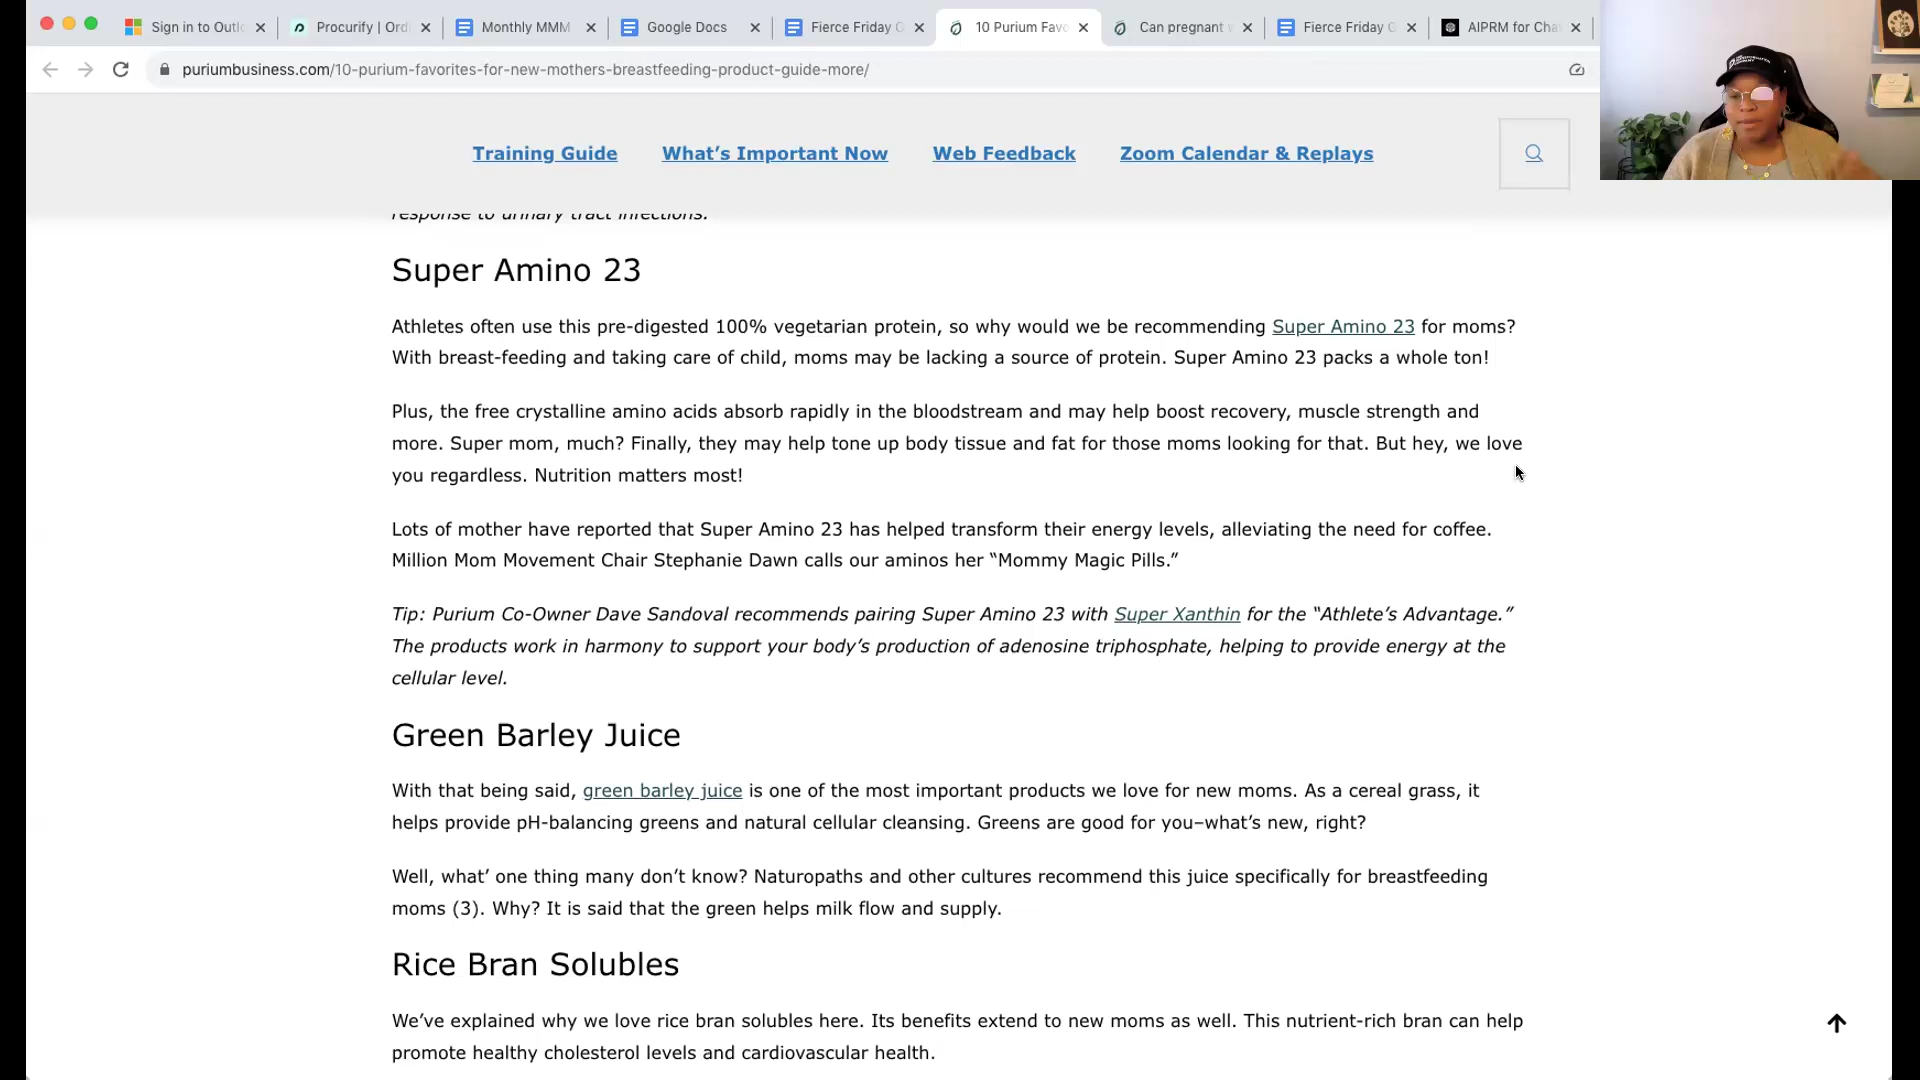 Sign in to Outlo
Procurify | Ord
Monthly MMM
Google Docs
Fierce Friday G
10 Purium Favo
Can pregnant w
Fierce Friday G
AIPRM for Cha
puriumbusiness.com/10-purium-favorites-for-new-mothers-breastfeeding-product-guide-more/
Training Guide
What’s Important Now
Web Feedback
Zoom Calendar & Replays
response to urinary tract infections.
Super Amino 23
Athletes often use this pre-digested 100% vegetarian protein, so why would we be recommending Super Amino 23 for moms?
With breast-feeding and taking care of child, moms may be lacking a source of protein. Super Amino 23 packs a whole ton!
Plus, the free crystalline amino acids absorb rapidly in the bloodstream and may help boost recovery, muscle strength and
more. Super mom, much? Finally, they may help tone up body tissue and fat for those moms looking for that. But hey, we love
you regardless. Nutrition matters most!
Lots of mother have reported that Super Amino 23 has helped transform their energy levels, alleviating the need for coffee.
Million Mom Movement Chair Stephanie Dawn calls our aminos her “Mommy Magic Pills.”
Tip: Purium Co-Owner Dave Sandoval recommends pairing Super Amino 23 with Super Xanthin for the “Athlete’s Advantage.”
The products work in harmony to support your body’s production of adenosine triphosphate, helping to provide energy at the
cellular level.
Green Barley Juice
With that being said, green barley juice is one of the most important products we love for new moms. As a cereal grass, it
helps provide pH-balancing greens and natural cellular cleansing. Greens are good for you–what’s new, right?
Well, what’ one thing many don’t know? Naturopaths and other cultures recommend this juice specifically for breastfeeding
moms (3). Why? It is said that the green helps milk flow and supply.
Rice Bran Solubles
We’ve explained why we love rice bran solubles here. Its benefits extend to new moms as well. This nutrient-rich bran can help
promote healthy cholesterol levels and cardiovascular health.